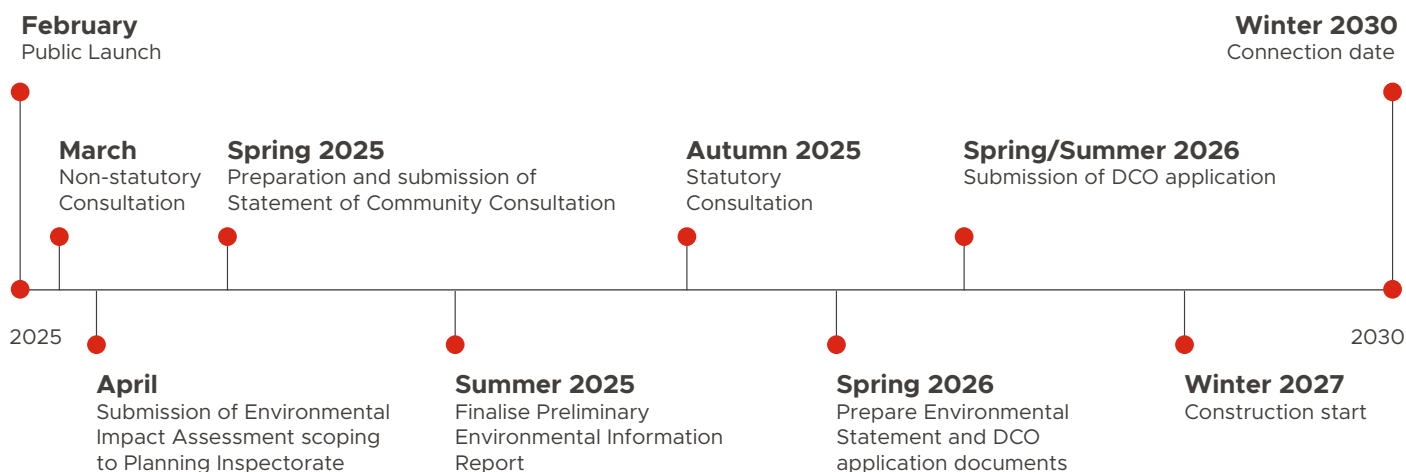 February
Public Launch
Winter 2030
Connection date
March
Non-statutory
Consultation
Spring 2025
Preparation and submission of
Statement of Community Consultation
Autumn 2025
Statutory
Consultation
Spring/Summer 2026
Submission of DCO application
2025
2030
April
Submission of Environmental
Impact Assessment scoping
to Planning Inspectorate
Summer 2025
Finalise Preliminary
Environmental Information
Report
Spring 2026
Prepare Environmental
Statement and DCO
application documents
Winter 2027
Construction start